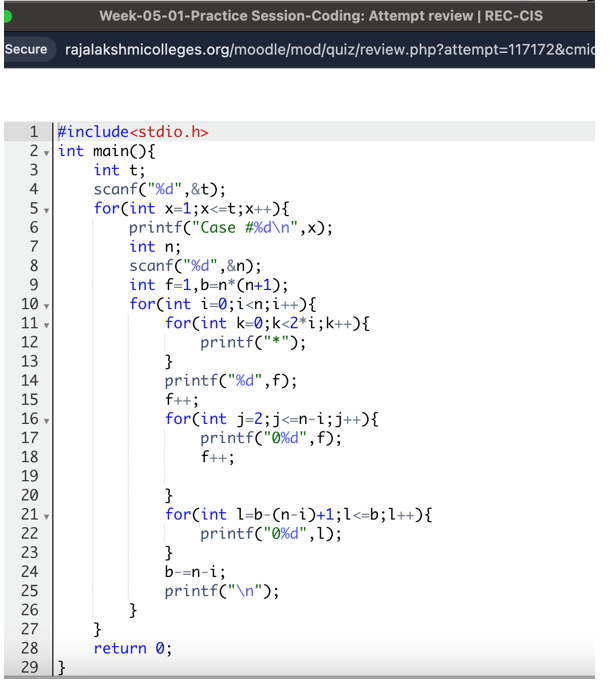 Week-05-01-Practice Session-Coding: Attempt review | REC-CIS
Secure rajalakshmicolleges.org/moodle/mod/quiz/review.php?attempt=117172&cmic
1 #include<stdio.h>
2 int main(){
3     int t;
4     scanf("%d",&t);
5     for(int x=1;x<=t;x++){
6         printf("Case #%d\n",x);
7         int n;
8         scanf("%d",&n);
9         int f=1,b=n*(n+1);
10         for(int i=0;i<n;i++){
11             for(int k=0;k<2*i;k++){
12                 printf("*");
13             }
14             printf("%d",f);
15             f++;
16             for(int j=2;j<=n-i;j++){
17                 printf("0%d",f);
18                 f++;
19
20             }
21             for(int l=b-(n-i)+1;l<=b;l++){
22                 printf("0%d",l);
23             }
24             b-=n-i;
25             printf("\n");
26         }
27     }
28     return 0;
29 }